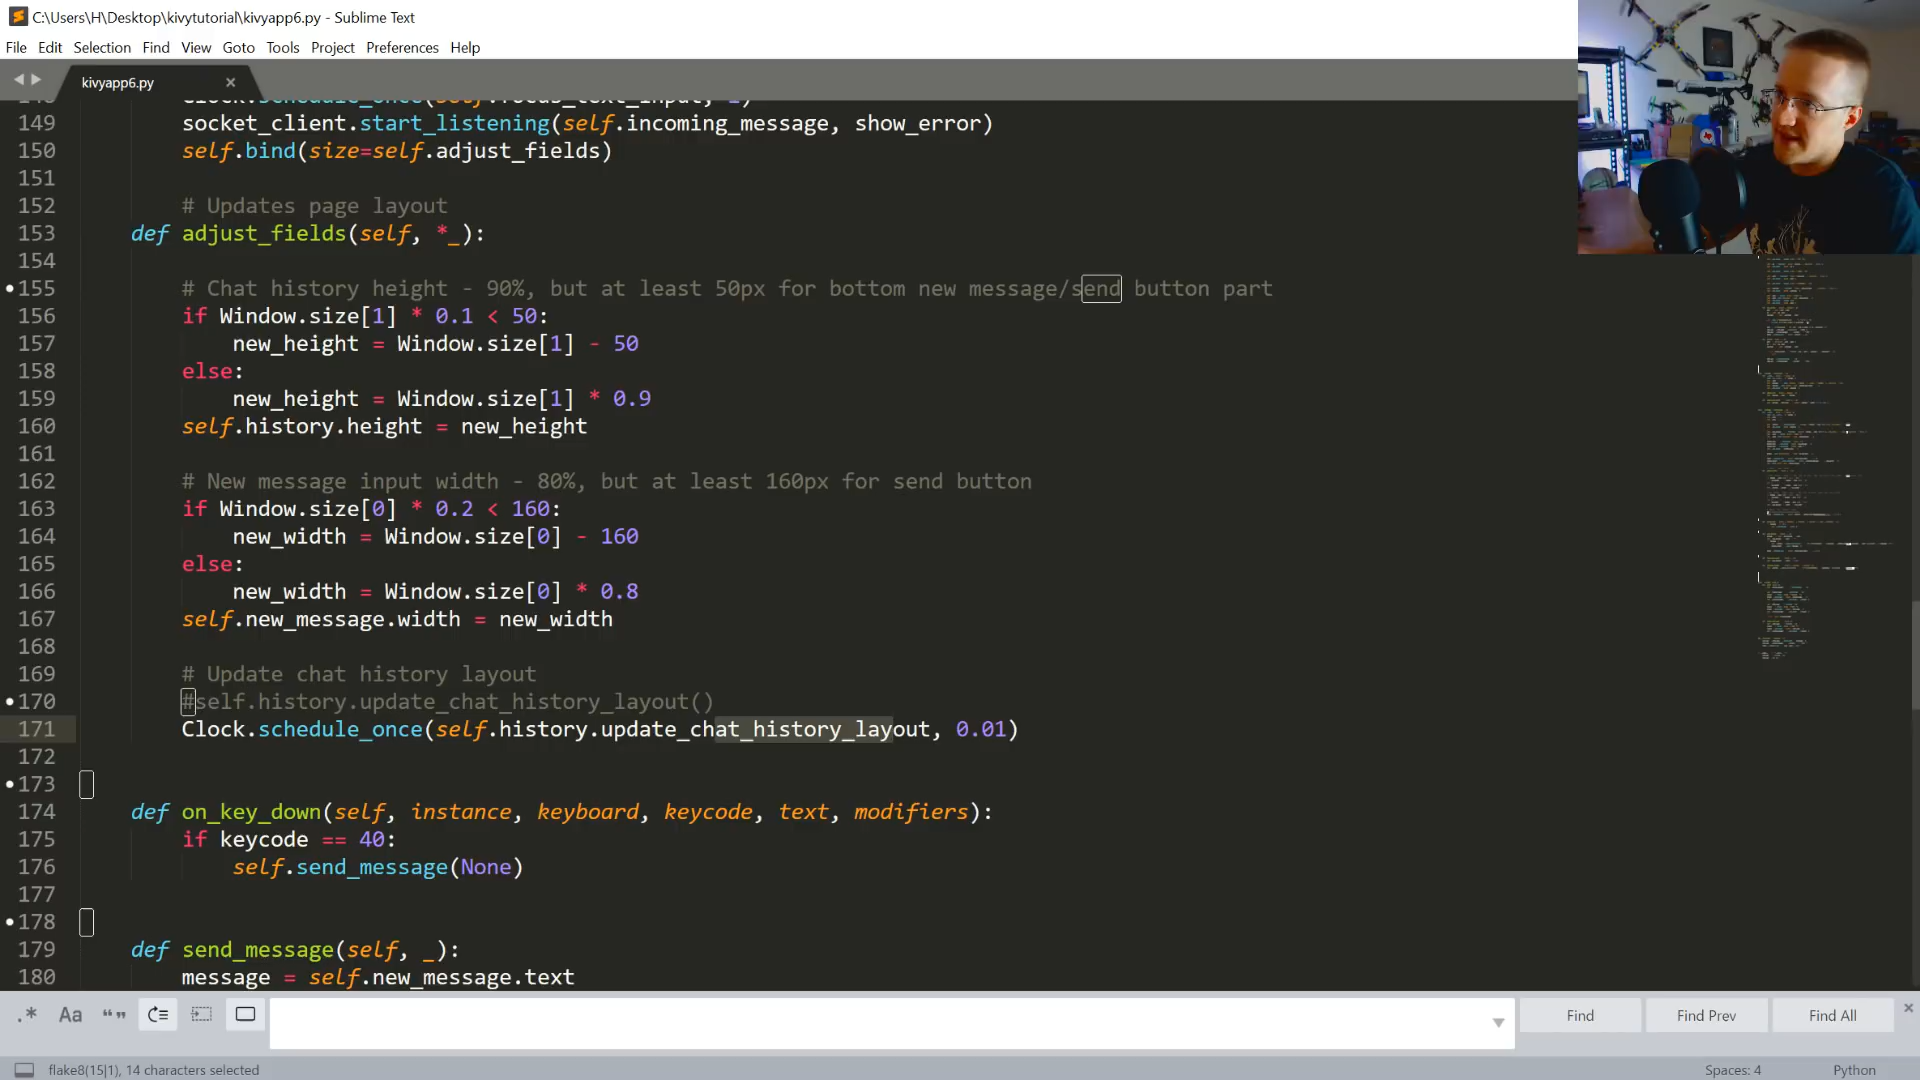 C:\Users\H\Desktop\kivytutorial\kivyapp6.py - Sublime Text
File Edit Selection Find View Goto Tools Project Preferences Help
kivyapp6.py
149 socket_client.start_listening(self.incoming_message, show_error)
150 self.bind(size=self.adjust_fields)
151
152 # Updates page layout
153 def adjust_fields(self, *_):
154
155 # Chat history height - 90%, but at least 50px for bottom new message/send button part
156 if Window.size[1] * 0.1 < 50:
157 new_height = Window.size[1] - 50
158 else:
159 new_height = Window.size[1] * 0.9
160 self.history.height = new_height
161
162 # New message input width - 80%, but at least 160px for send button
163 if Window.size[0] * 0.2 < 160:
164 new_width = Window.size[0] - 160
165 else:
166 new_width = Window.size[0] * 0.8
167 self.new_message.width = new_width
168
169 # Update chat history layout
170 #self.history.update_chat_history_layout()
171 Clock.schedule_once(self.history.update_chat_history_layout, 0.01)
172
173
174 def on_key_down(self, instance, keyboard, keycode, text, modifiers):
175 if keycode == 40:
176 self.send_message(None)
177
178
179 def send_message(self, _):
180 message = self.new_message.text
.* Aa “” Find Find Prev Find All
flake8(15|1), 14 characters selected Spaces: 4 Python